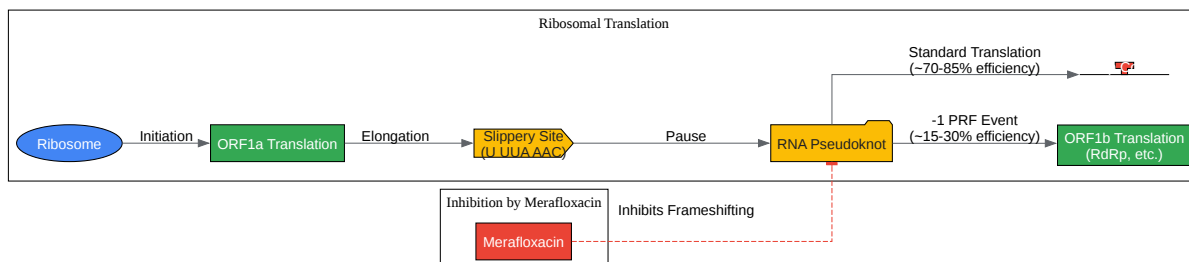 Ribosomal Translation
Standard Translation
(~70-85% efficiency)
Ribosome
Initiation
ORF1a Translation
Elongation
Slippery Site
(U UUA AAC)
Pause
RNA Pseudoknot
-1 PRF Event
(~15-30% efficiency)
ORF1b Translation
(RdRp, etc.)
Inhibition by Merafloxacin
Merafloxacin
Inhibits Frameshifting